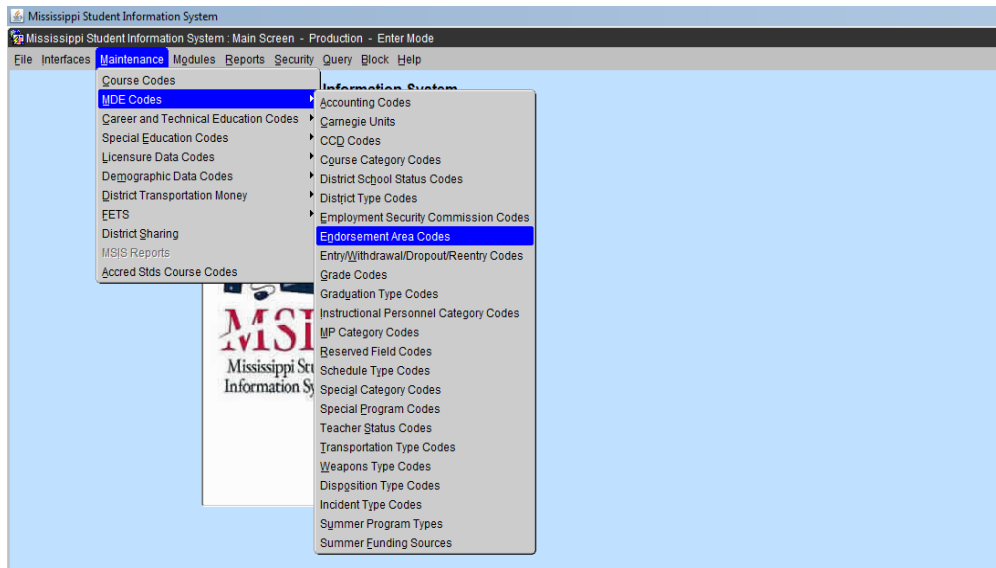 Mississippi Student Information System
Mississippi Student Information System : Main Screen - Production - Enter Mode
File Interfaces Maintenance Modules Reports Security Query Block Help
Information System
Course Codes
MDE Codes
Career and Technical Education Codes
Special Education Codes
Licensure Data Codes
Demographic Data Codes
District Transportation Money
FETS
District Sharing
MSIS Reports
Accred Stds Course Codes
Accounting Codes
Carnegie Units
CCD Codes
Course Category Codes
District School Status Codes
District Type Codes
Employment Security Commission Codes
Endorsement Area Codes
Entry/Withdrawal/Dropout/Reentry Codes
Grade Codes
Graduation Type Codes
Instructional Personnel Category Codes
MP Category Codes
Reserved Field Codes
Schedule Type Codes
Special Category Codes
Special Program Codes
Teacher Status Codes
Transportation Type Codes
Weapons Type Codes
Disposition Type Codes
Incident Type Codes
Summer Program Types
Summer Funding Sources
MSI
Mississippi Stu
Information Sy